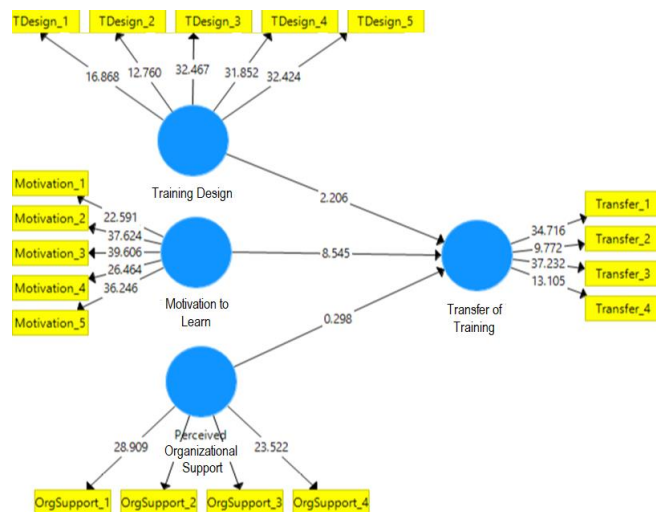 TDesign_1 TDesign_2 TDesign_3 TDesign_4 TDesign_5
16.868 12.760 32.467 31.852 32.424
Training Design
2.206
Motivation_1
Motivation_2
Motivation_3
Motivation_4
Motivation_5
22.591
37.624
39.606
26.464
36.246
Motivation to
Learn
8.545
0.298
Transfer of
Training
34.716
9.772
37.232
13.105
Transfer_1
Transfer_2
Transfer_3
Transfer_4
Perceived
Organizational
Support
28.909 23.522
OrgSupport_1 OrgSupport_2 OrgSupport_3 OrgSupport_4